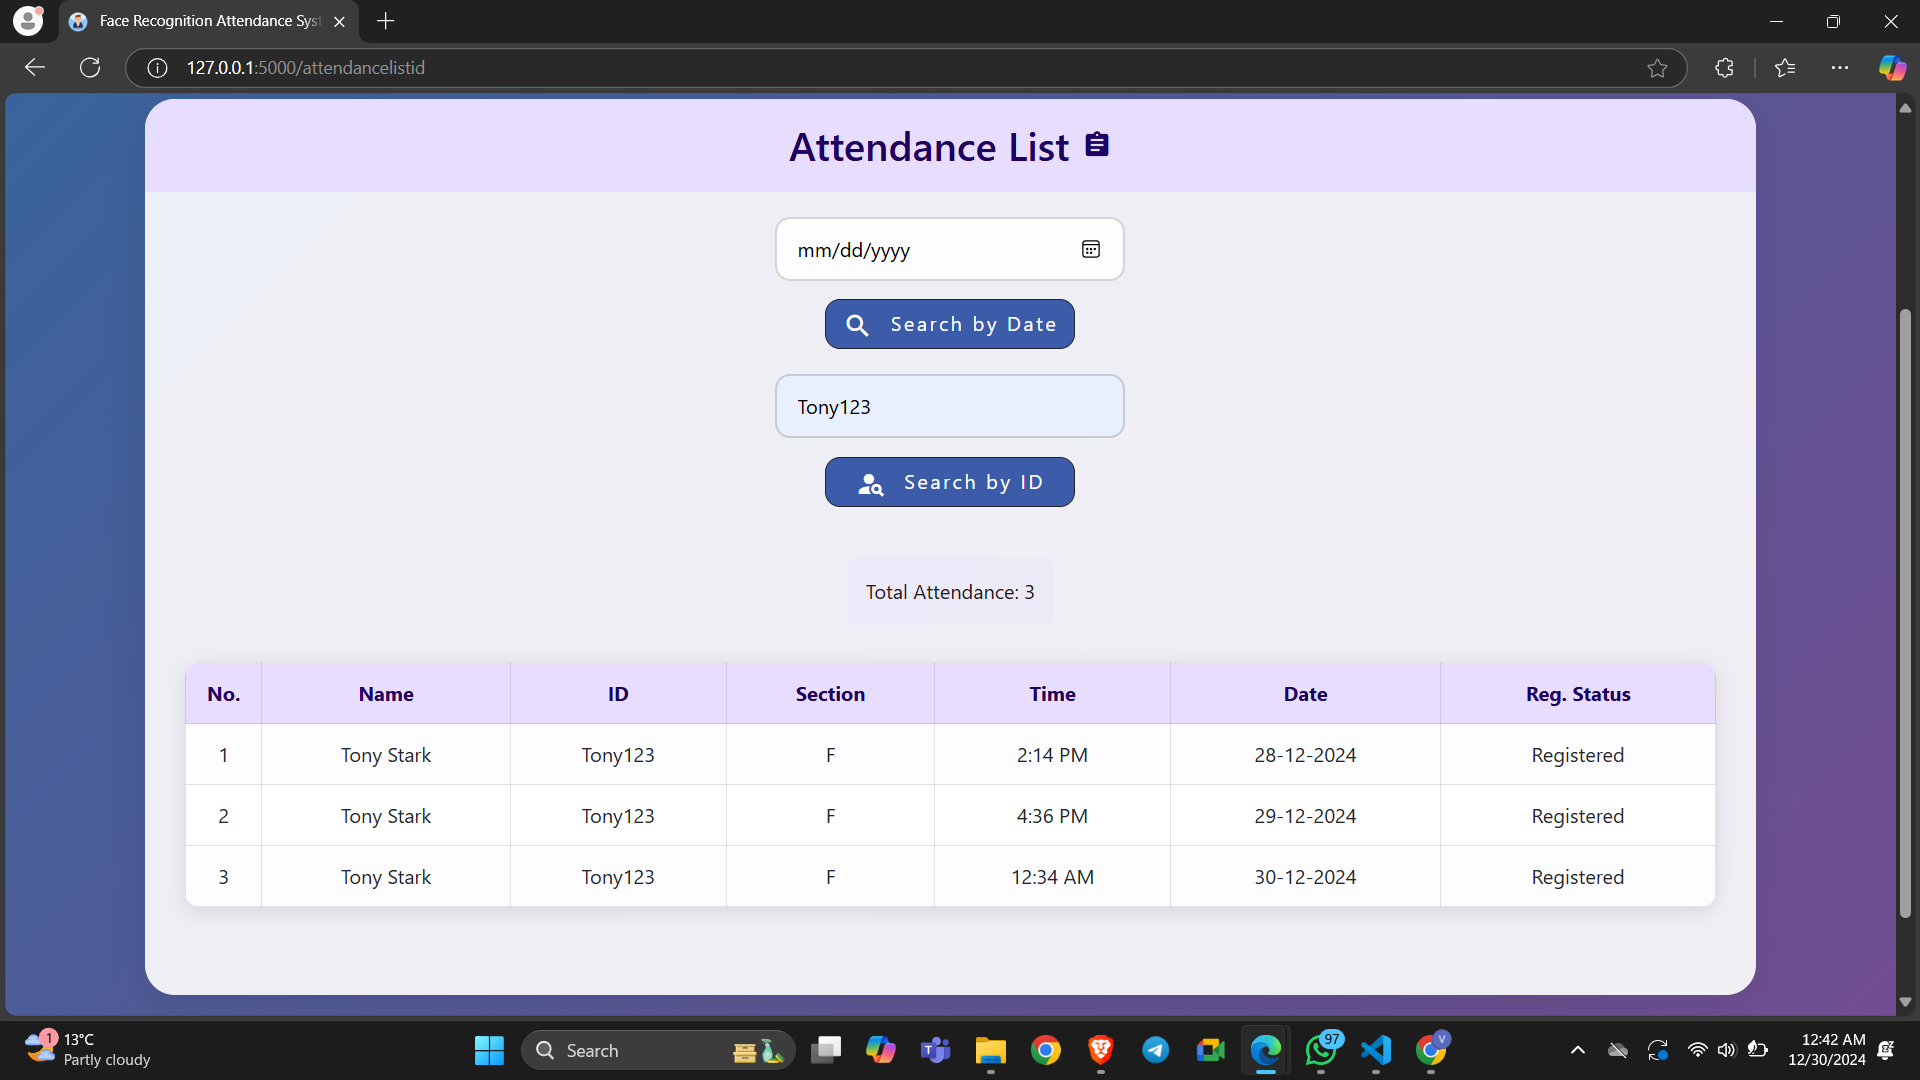 Face Recognition Attendance Syst
127.0.0.1:5000/attendancelistid
Attendance List
mm/dd/yyyy
Search by Date
Tony123
Search by ID
Total Attendance: 3
No. Name ID Section Time Date Reg. Status
1 Tony Stark Tony123 F 2:14 PM 28-12-2024 Registered
2 Tony Stark Tony123 F 4:36 PM 29-12-2024 Registered
3 Tony Stark Tony123 F 12:34 AM 30-12-2024 Registered
1
13°C
Partly cloudy
Search
T
97
V
12:42 AM
12/30/2024